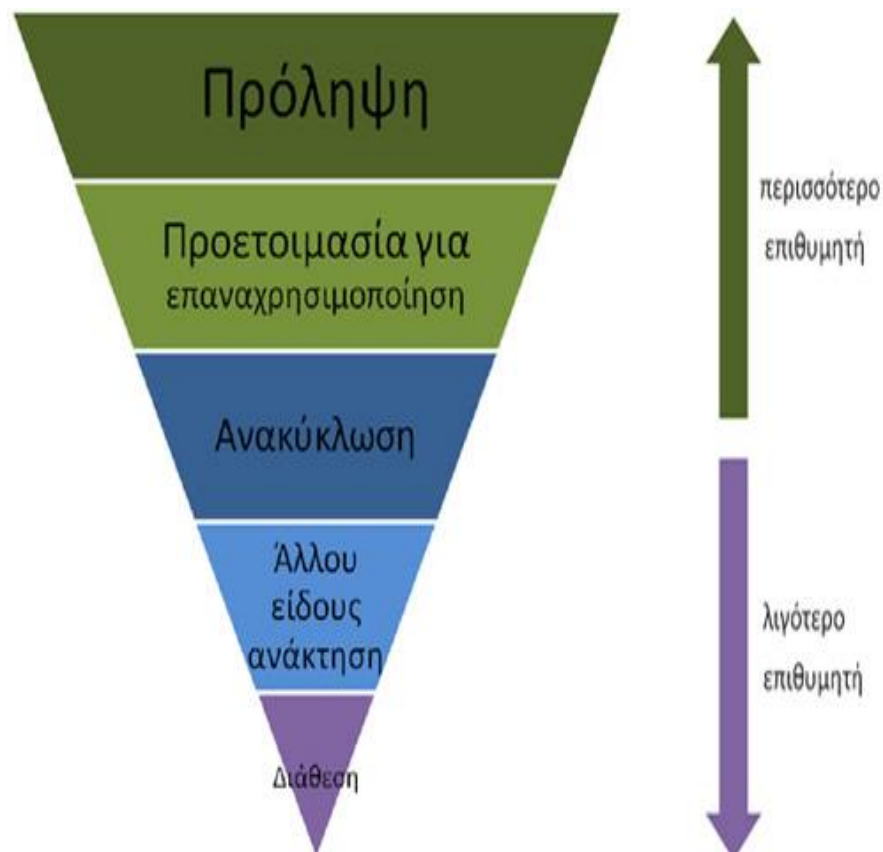 Πρόληψη
Προετοιμασία για
επαναχρησιμοποίηση
Ανακύκλωση
Άλλου
είδους
ανάκτηση
Διάθεση
περισσότερο
επιθυμητή
λιγότερο
επιθυμητή